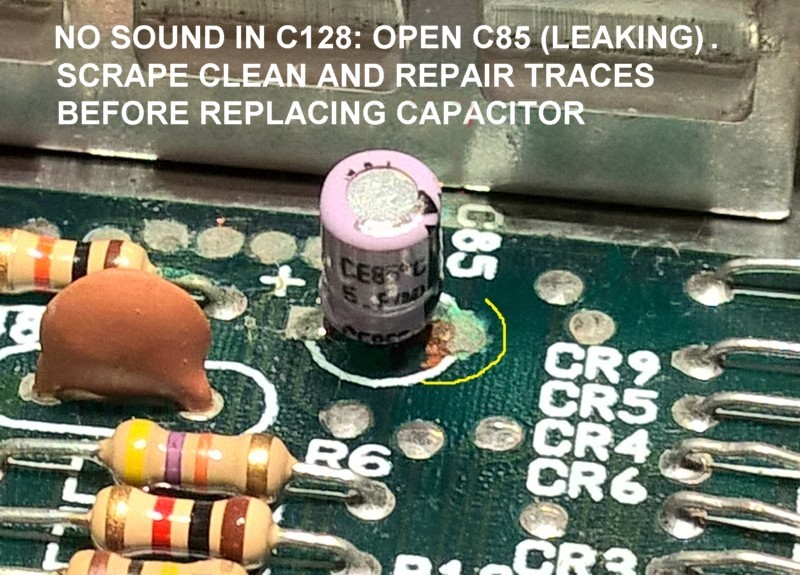 NO SOUND IN C128: OPEN C85 (LEAKING).
SCRAPE CLEAN AND REPAIR TRACES
BEFORE REPLACING CAPACITOR
C85
CE85°C
+
CR9
CR5
CR4
CR6
R6
CR3